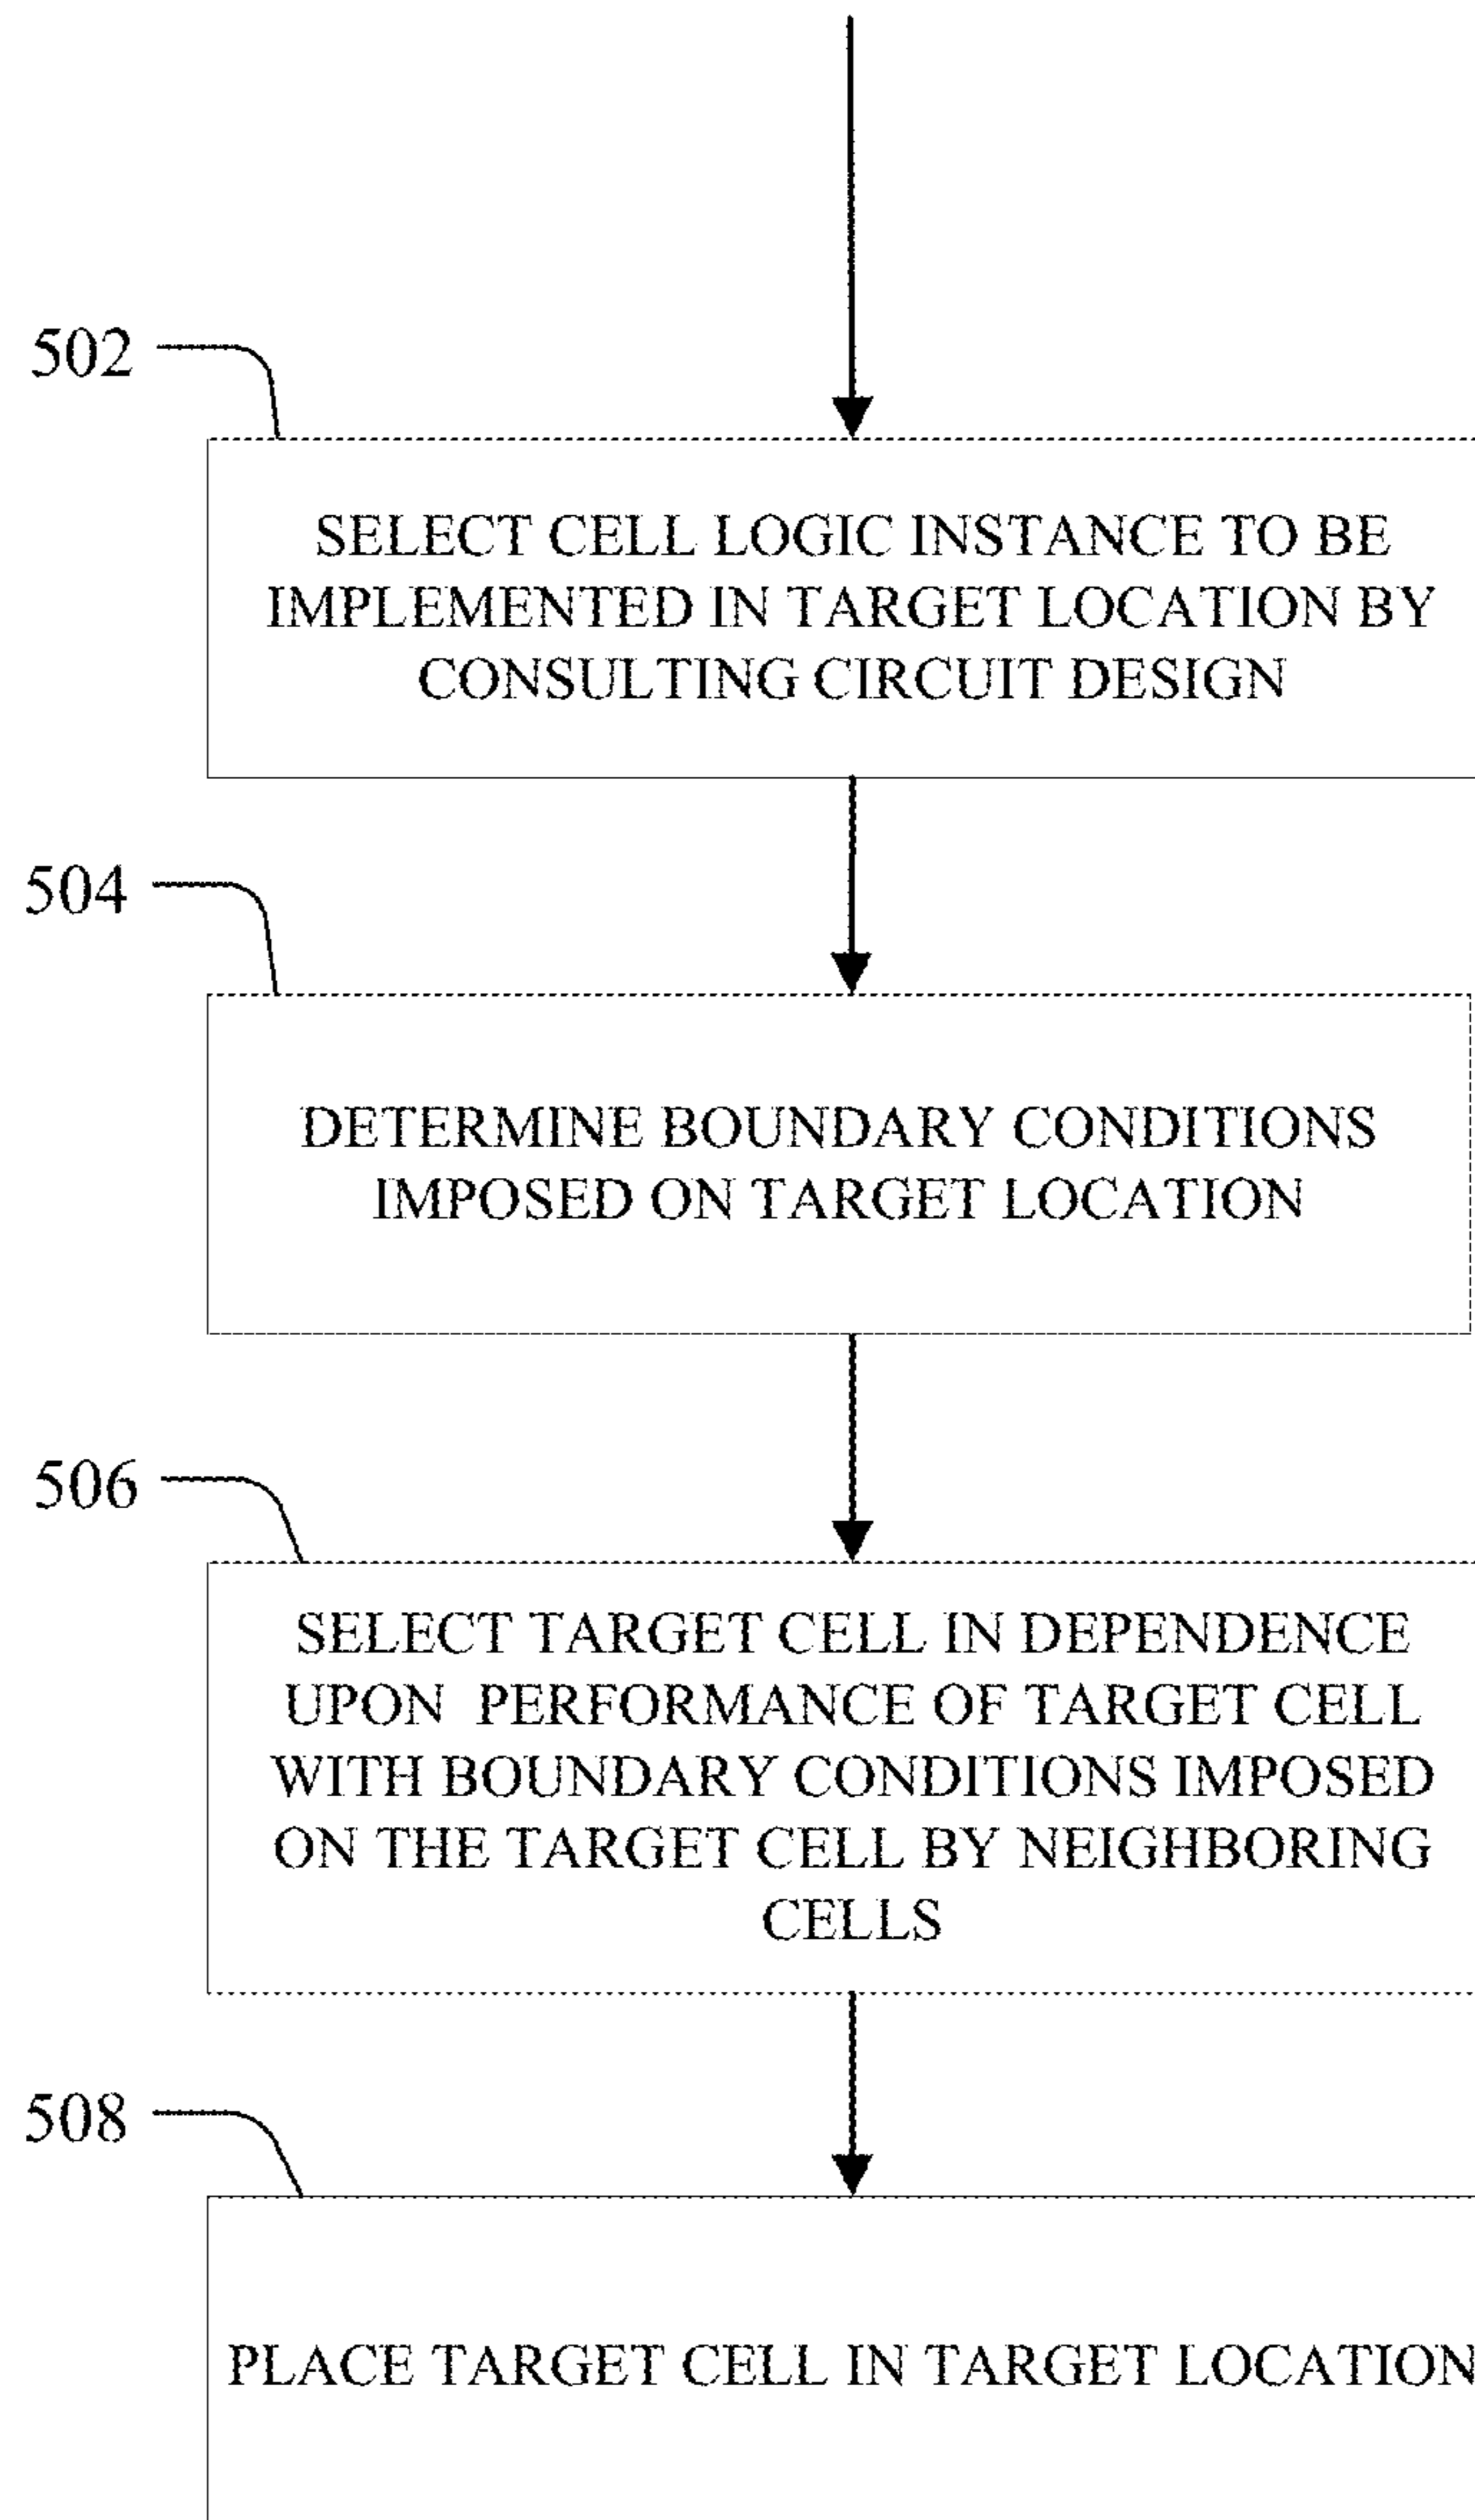 502
SELECT CELL LOGIC INSTANCE TO BE
IMPLEMENTED IN TARGET LOCATION BY
CONSULTING CIRCUIT DESIGN
504
DETERMINE BOUNDARY CONDITIONS
IMPOSED ON TARGET LOCATION
506
SELECT TARGET CELL IN DEPENDENCE
UPON PERFORMANCE OF TARGET CELL
WITH BOUNDARY CONDITIONS IMPOSED
ON THE TARGET CELL BY NEIGHBORING
CELLS
508
PLACE TARGET CELL IN TARGET LOCATION